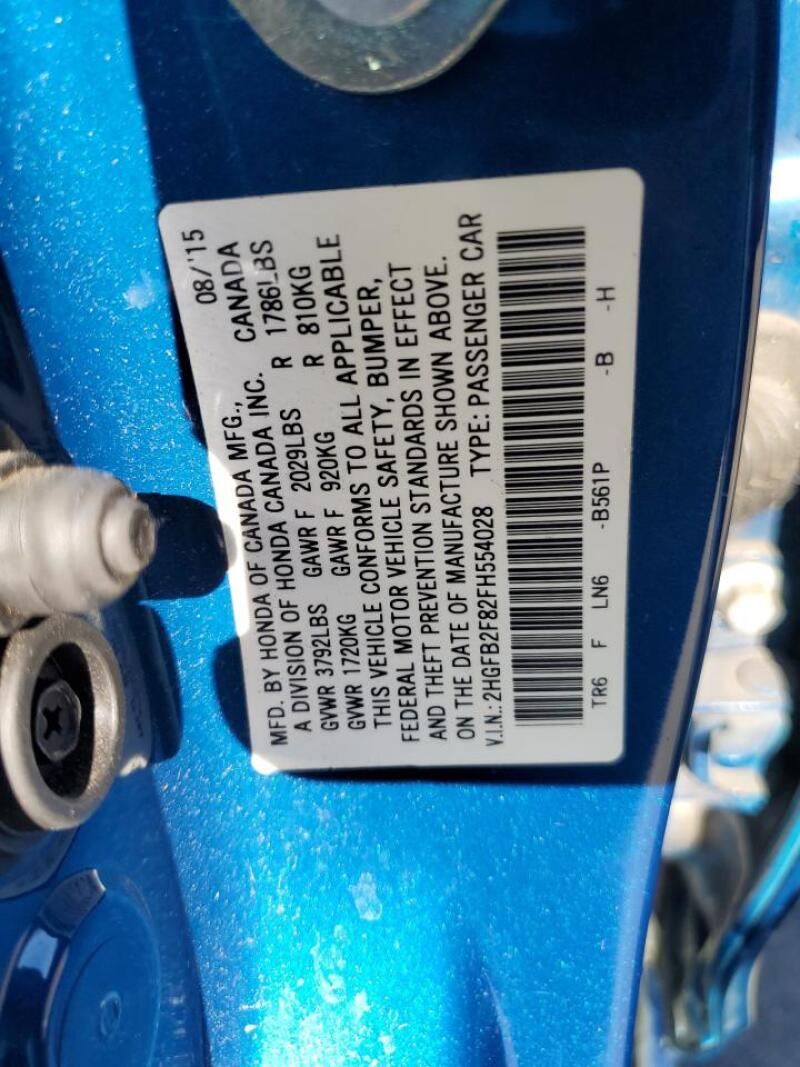 MFD. BY HONDA OF CANADA MFG., 08/'15
A DIVISION OF HONDA CANADA INC. CANADA
GVWR 3792LBS GAWR F 2029LBS R 1786LBS
GVWR 1720KG GAWR F 920KG R 810KG
THIS VEHICLE CONFORMS TO ALL APPLICABLE
FEDERAL MOTOR VEHICLE SAFETY, BUMPER,
AND THEFT PREVENTION STANDARDS IN EFFECT
ON THE DATE OF MANUFACTURE SHOWN ABOVE.
V.I.N.: 2HGFB2F82FH554028 TYPE: PASSENGER CAR
TR6 F LN6 -B561P -B -H